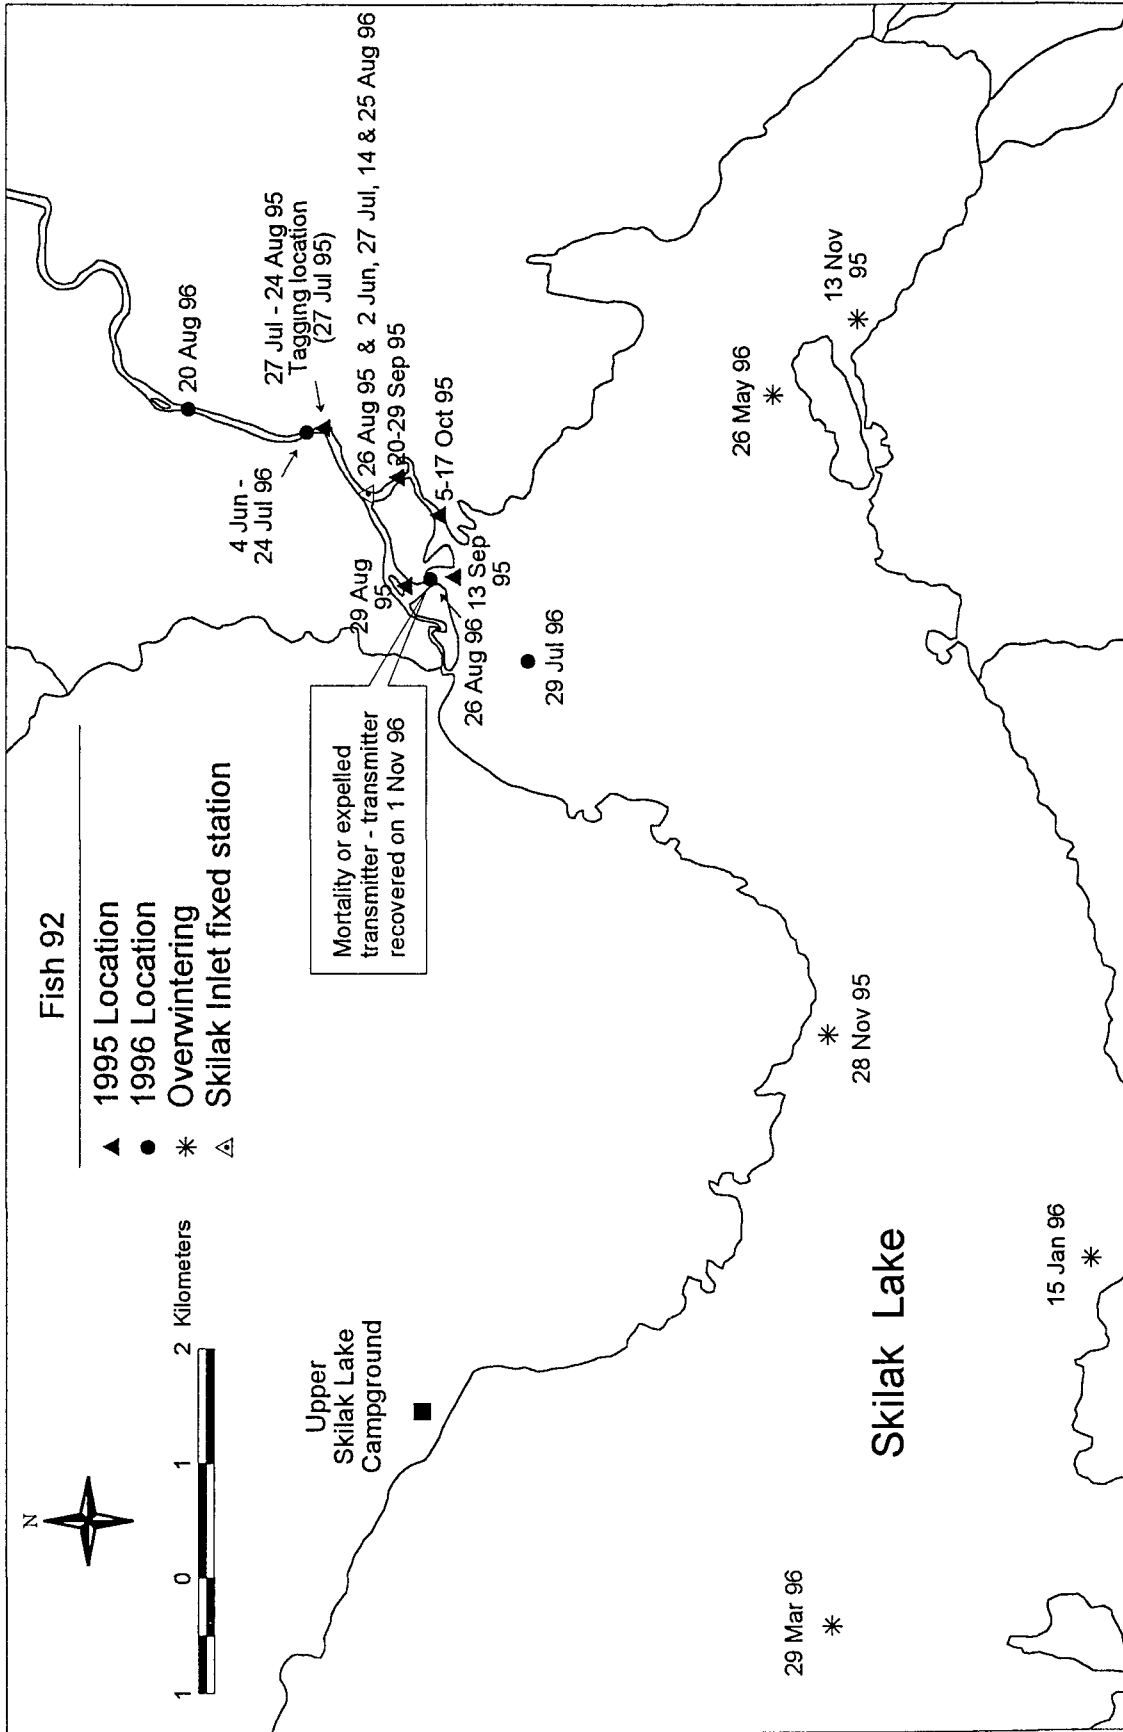 Fish 92
1995 Location
1996 Location
Overwintering
Skilak Inlet fixed station
N
1 0 1 2 Kilometers
Upper
Skilak Lake
Campground
20 Aug 96
4 Jun -
24 Jul 96
27 Jul - 24 Aug 95
Tagging location
(27 Jul 95)
26 Aug 95 & 2 Jun, 27 Jul, 14 & 25 Aug 96
20-29 Sep 95
5-17 Oct 95
29 Aug
95
13 Sep
95
26 Aug 96
29 Jul 96
Mortality or expelled
transmitter - transmitter
recovered on 1 Nov 96
26 May 96
13 Nov
95
28 Nov 95
15 Jan 96
29 Mar 96
Skilak Lake